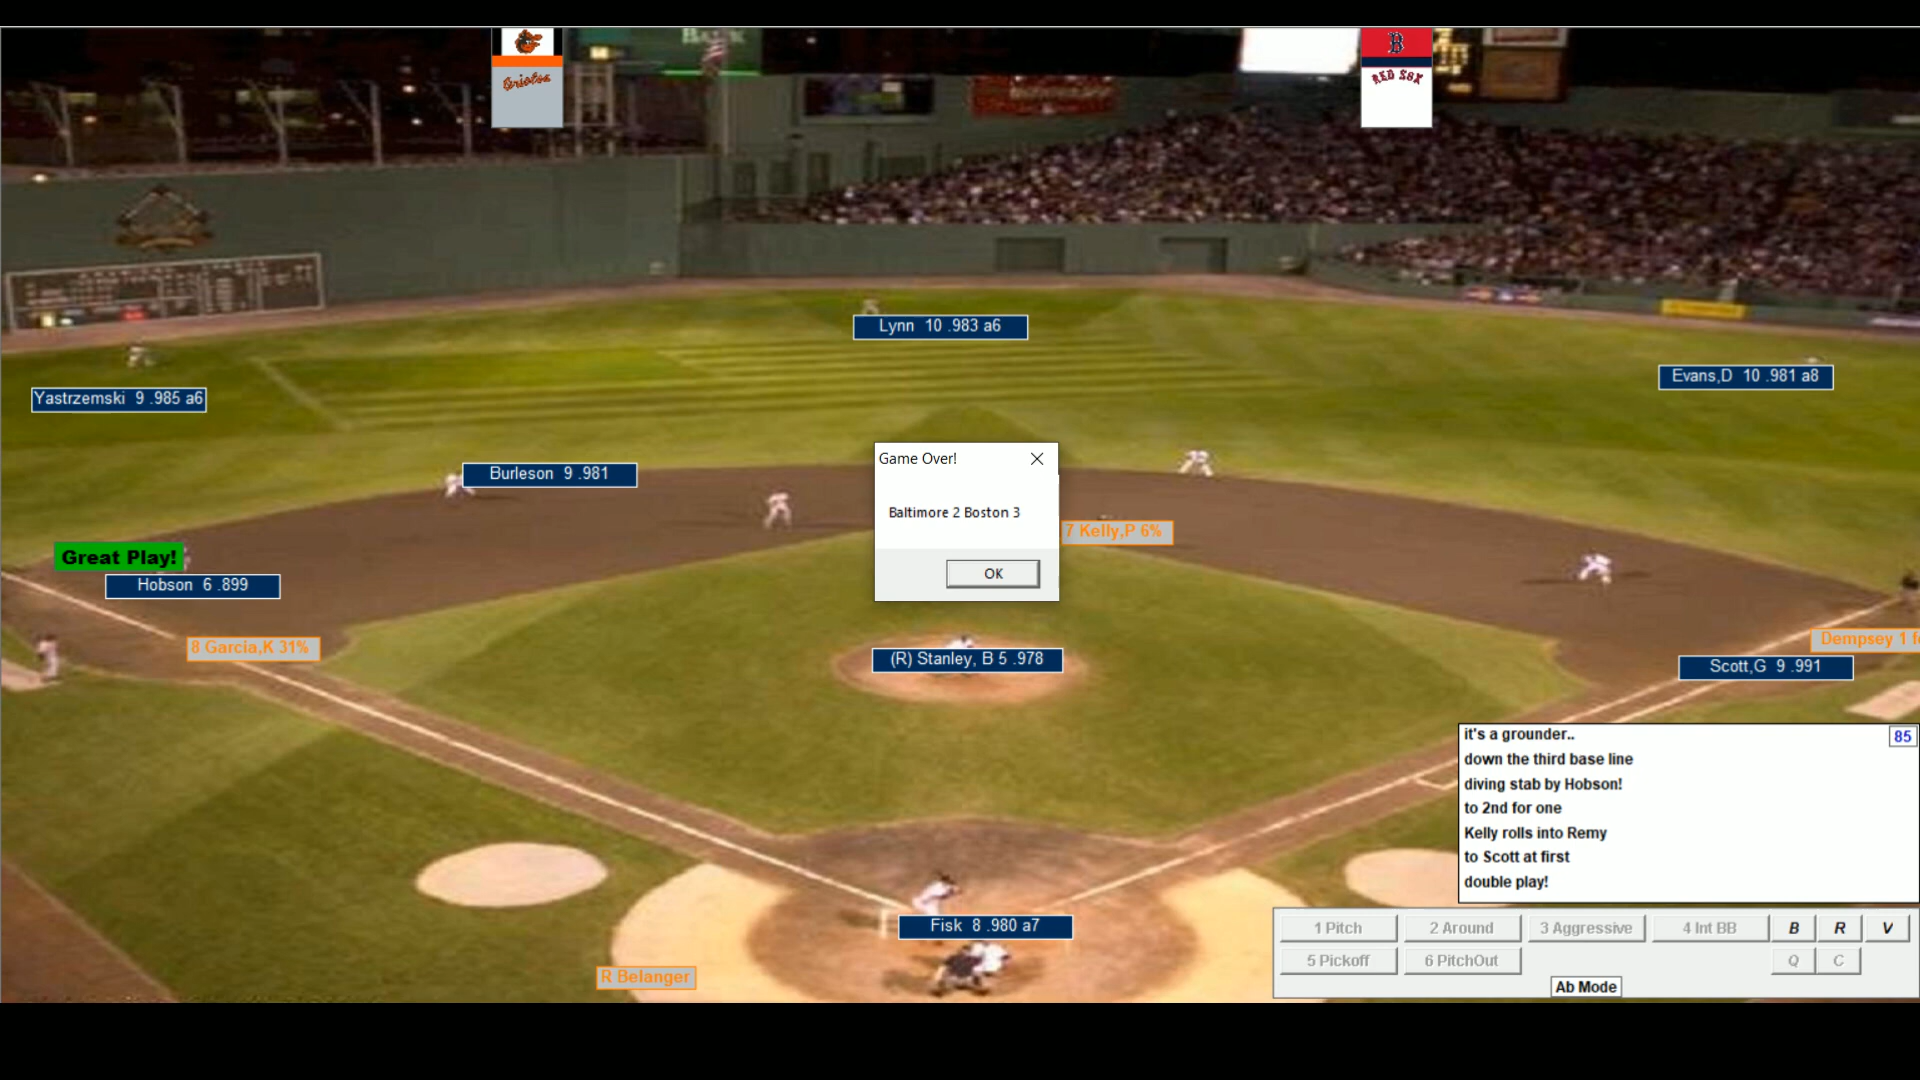 Orioles
B
RED SOX
Lynn 10 .983 a6
Evans,D 10 .981 a8
Yastrzemski 9 .985 a6
Game Over!
Burleson 9 .981
Baltimore 2 Boston 3
7 Kelly,P 6%
Great Play!
OK
Hobson 6 .899
8 Garcia,K 31%
Dempsey 1 f
(R) Stanley, B 5 .978
Scott,G 9 .991
it's a grounder..
85
down the third base line
diving stab by Hobson!
to 2nd for one
Kelly rolls into Remy
to Scott at first
double play!
Fisk 8 .980 a7
1 Pitch
2 Around
3 Aggressive
4 Int BB
B
R
V
5 Pickoff
6 PitchOut
Q
C
R Belanger
Ab Mode